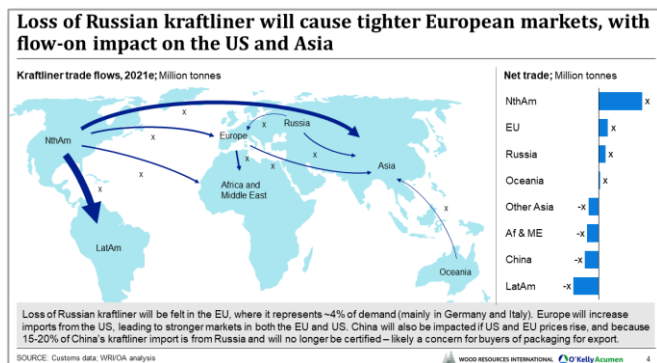 Loss of Russian kraftliner will cause tighter European markets, with
flow-on impact on the US and Asia
Kraftliner trade flows, 2021e; Million tonnes
Net trade; Million tonnes
NthAm
x
x
x
x
x
Europe
x
Russia
x
x
x
Asia
Africa and
Middle East
LatAm
x
Oceania
NthAm x
EU x
Russia x
Oceania x
Other Asia -x
Af & ME -x
China -x
LatAm -x
Loss of Russian kraftliner will be felt in the EU, where it represents ~4% of demand (mainly in Germany and Italy). Europe will increase
imports from the US, leading to stronger markets in both the EU and US. China will also be impacted if US and EU prices rise, and because
15-20% of China's kraftliner import is from Russia and will no longer be certified – likely a concern for buyers of packaging for export.
SOURCE: Customs data; WRI/OA analysis
WOOD RESOURCES INTERNATIONAL
O'Kelly Acumen
4